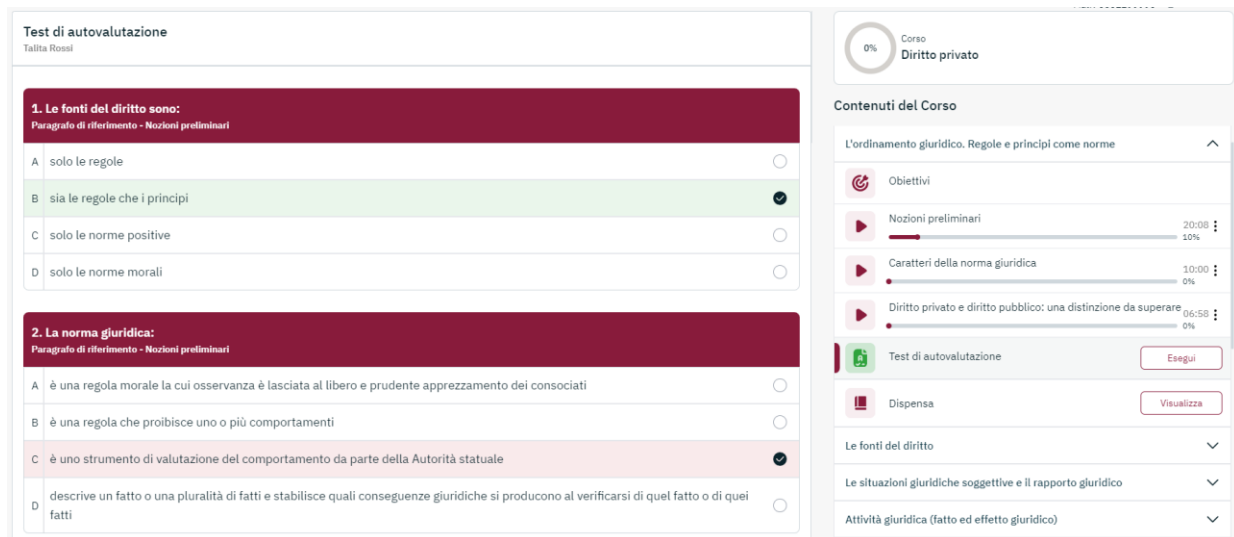 Test di autovalutazione
Talita Rossi
1. Le fonti del diritto sono:
Paragrafo di riferimento - Nozioni preliminari
A solo le regole
B sia le regole che i principi
C solo le norme positive
D solo le norme morali
2. La norma giuridica:
Paragrafo di riferimento - Nozioni preliminari
A è una regola morale la cui osservanza è lasciata al libero e prudente apprezzamento dei consociati
B è una regola che proibisce uno o più comportamenti
C è uno strumento di valutazione del comportamento da parte della Autorità statuale
D descrive un fatto o una pluralità di fatti e stabilisce quali conseguenze giuridiche si producono al verificarsi di quel fatto o di quei
fatti
0%
Corso
Diritto privato
Contenuti del Corso
L'ordinamento giuridico. Regole e principi come norme
Obiettivi
Nozioni preliminari
20:08
10%
Caratteri della norma giuridica
10:00
0%
Diritto privato e diritto pubblico: una distinzione da superare
06:58
0%
Test di autovalutazione
Esegui
Dispensa
Visualizza
Le fonti del diritto
Le situazioni giuridiche soggettive e il rapporto giuridico
Attività giuridica (fatto ed effetto giuridico)